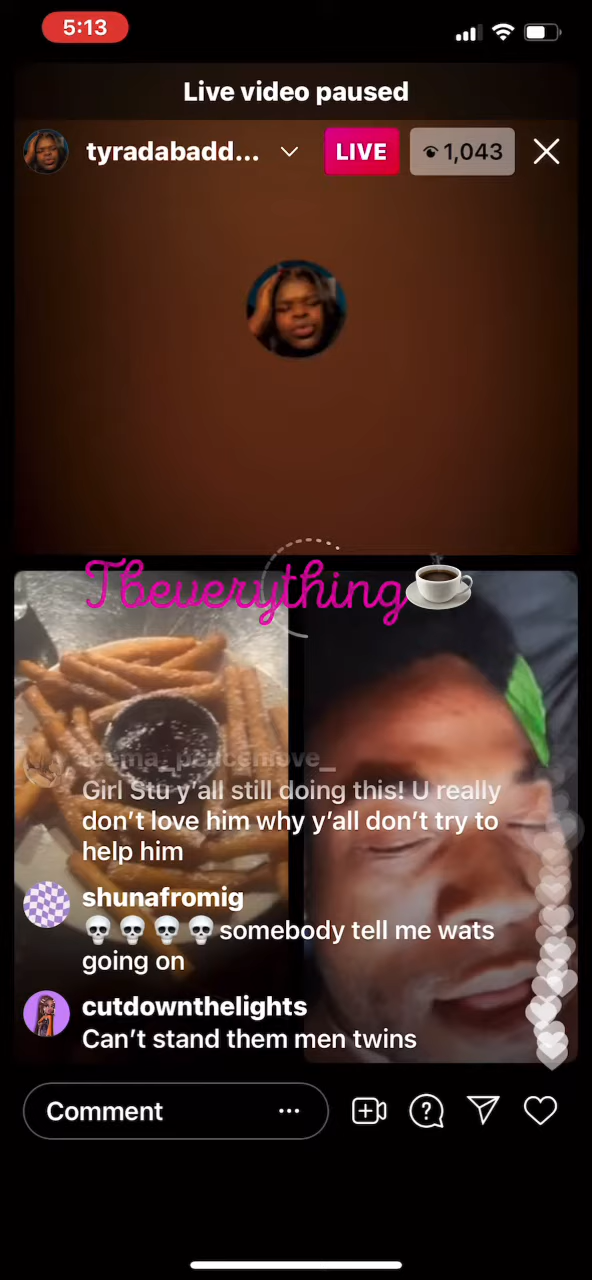 5:13
Live video paused
tyradabadd...
LIVE
1,043
Tbeverything
Girl Stu y'all still doing this! U really
don't love him why y'all don't try to
help him
shunafromig
💀💀💀💀somebody tell me wats
going on
cutdownthelights
Can't stand them men twins
Comment